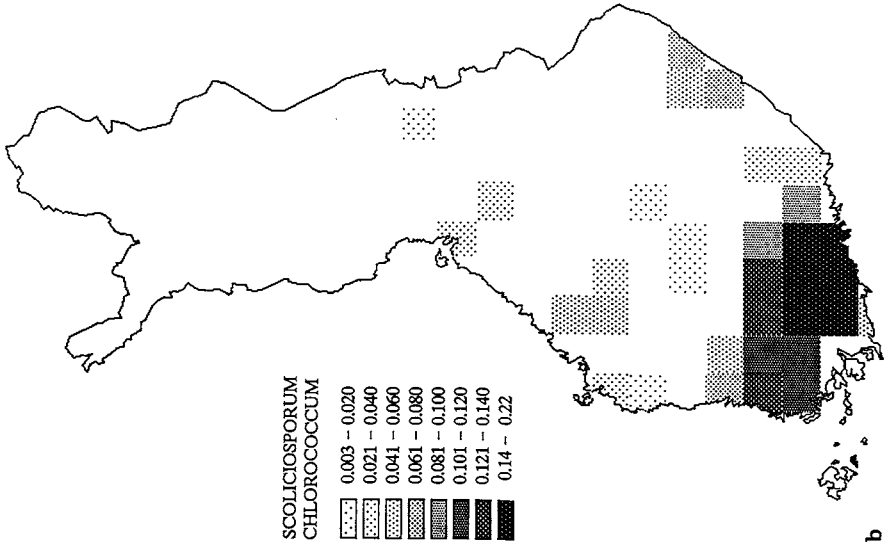 SCOLICIOSPORUM
CHLOROCOCCUM
0.003 -- 0.020
0.021 -- 0.040
0.041 -- 0.060
0.061 -- 0.080
0.081 -- 0.100
0.101 -- 0.120
0.121 -- 0.140
0.14 -- 0.22
b